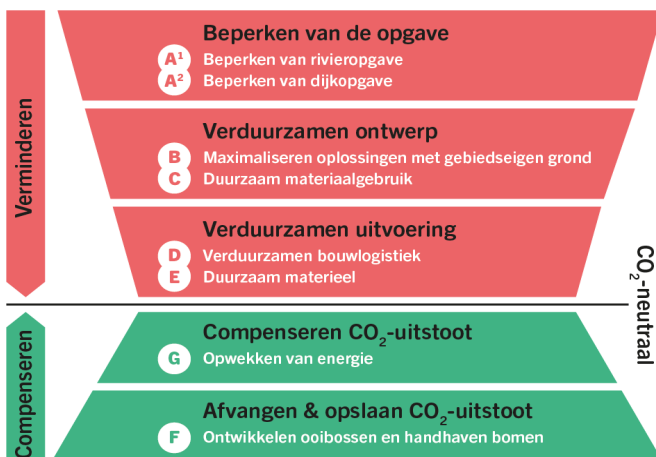 Verminderen
Beperken van de opgave
A¹ Beperken van rivieropgave
A² Beperken van dijkopgave
Verduurzamen ontwerp
B Maximaliseren oplossingen met gebiedseigen grond
C Duurzaam materiaalgebruik
Verduurzamen uitvoering
D Verduurzamen bouwlogistiek
E Duurzaam materieel
CO₂-neutraal
Compenseren
Compenseren CO₂-uitstoot
G Opwekken van energie
Afvangen & opslaan CO₂-uitstoot
F Ontwikkelen ooibossen en handhaven bomen